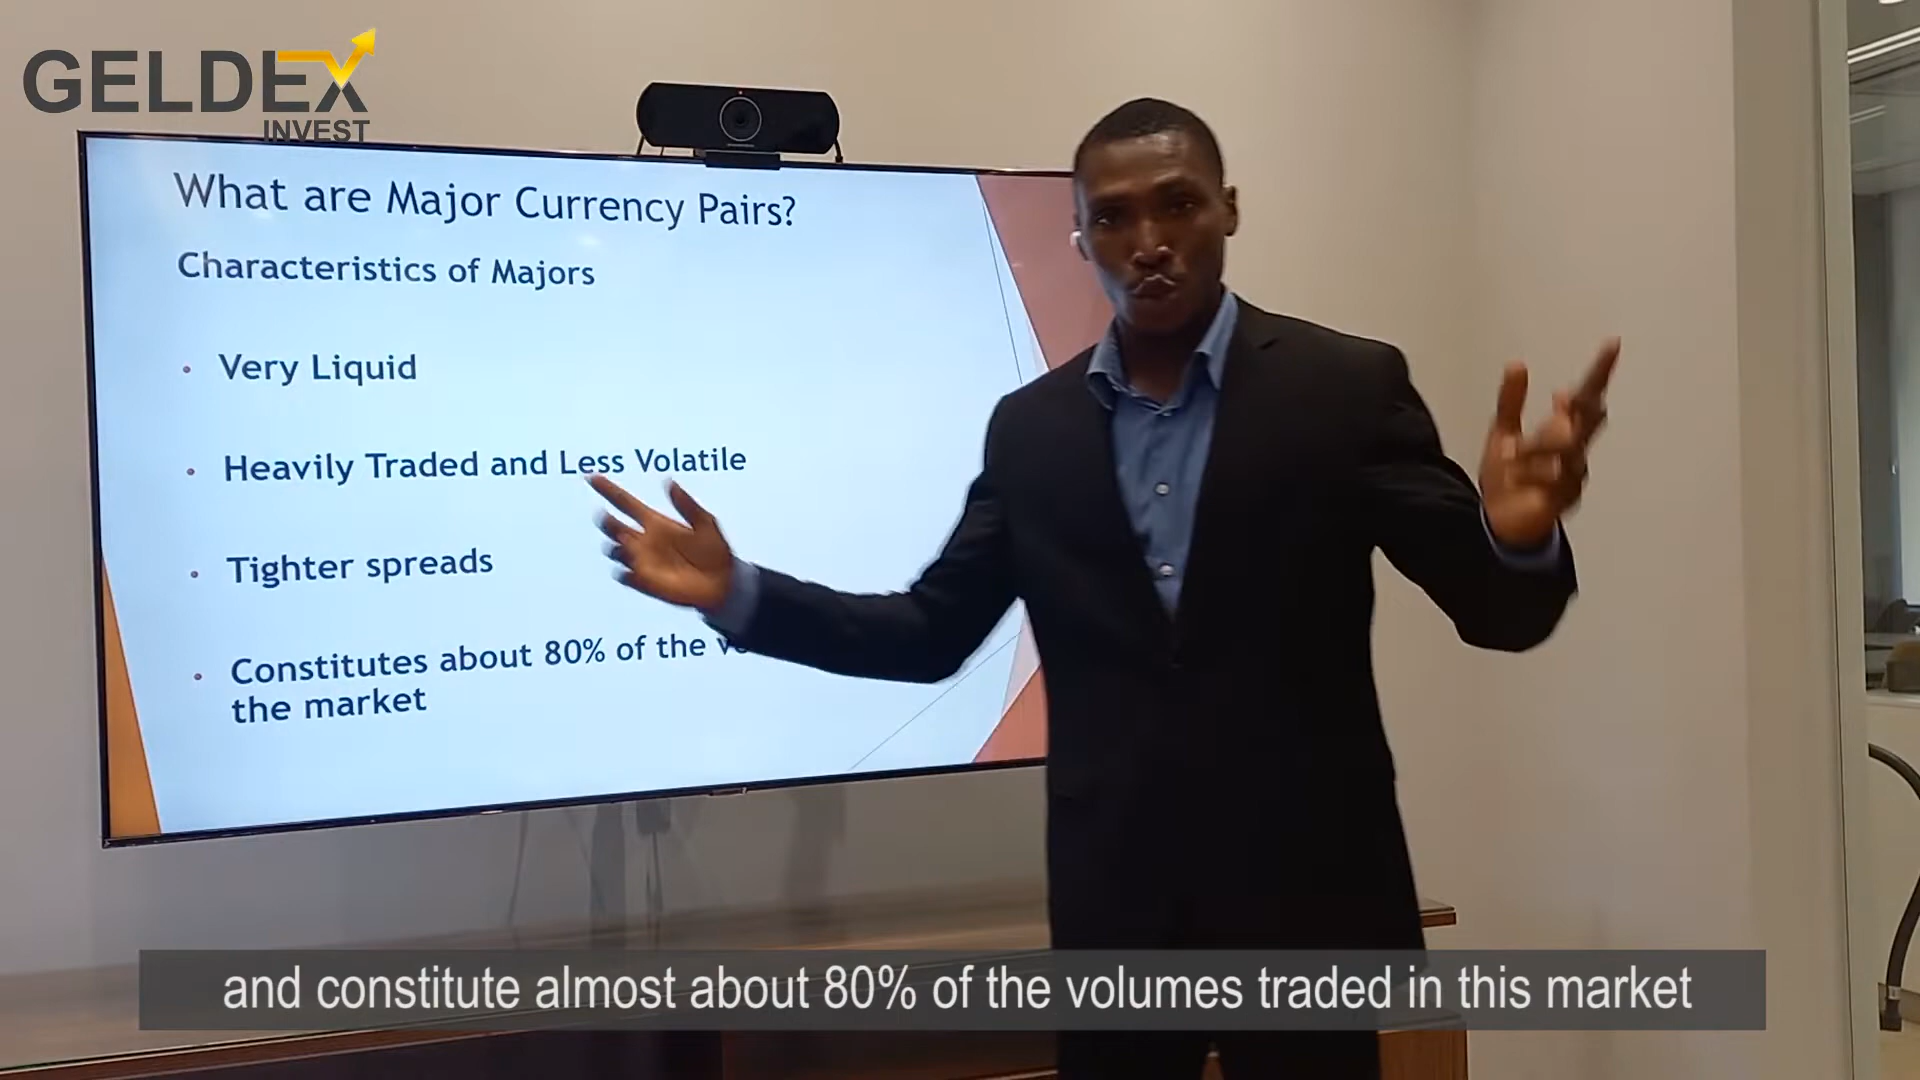 GELDEX
INVEST
What are Major Currency Pairs?
Characteristics of Majors
• Very Liquid
• Heavily Traded and Less Volatile
• Tighter spreads
• Constitutes about 80% of the
the market
and constitute almost about 80% of the volumes traded in this market